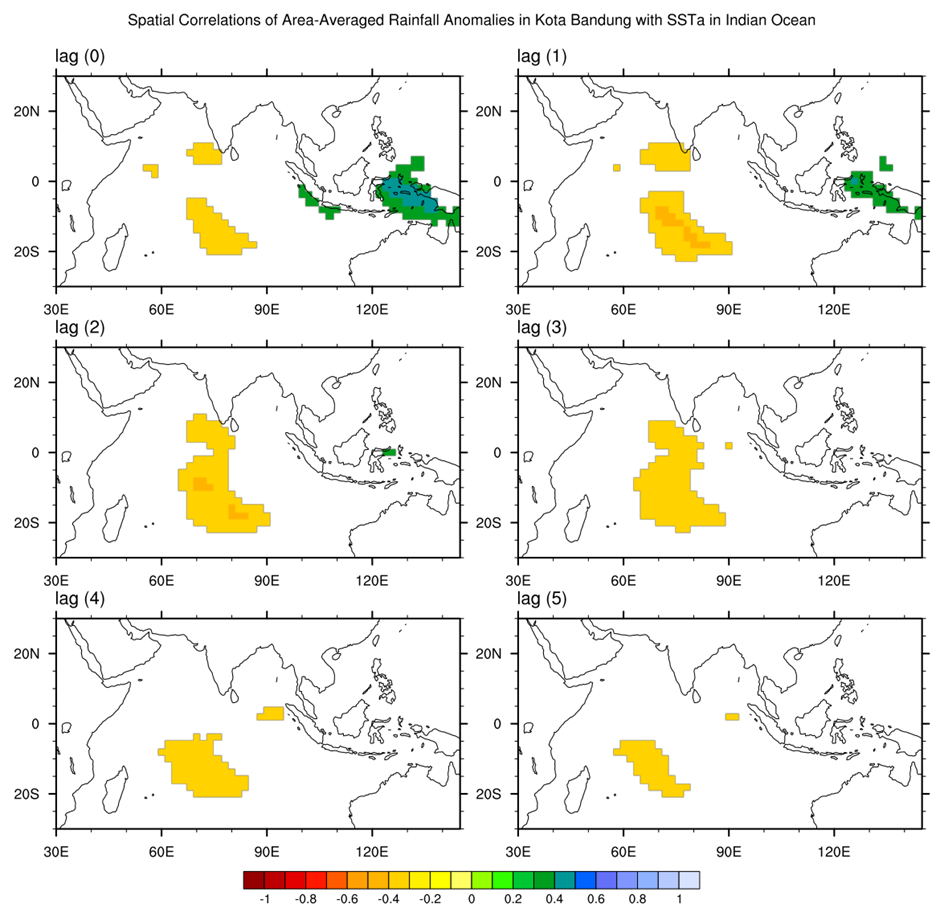 Spatial Correlations of Area-Averaged Rainfall Anomalies in Kota Bandung with SSTa in Indian Ocean
lag (0)
20N
0
20S
30E 60E 90E 120E
lag (1)
20N
0
20S
30E 60E 90E 120E
lag (2)
20N
0
20S
30E 60E 90E 120E
lag (3)
20N
0
20S
30E 60E 90E 120E
lag (4)
20N
0
20S
30E 60E 90E 120E
lag (5)
20N
0
20S
30E 60E 90E 120E
-1 -0.8 -0.6 -0.4 -0.2 0 0.2 0.4 0.6 0.8 1